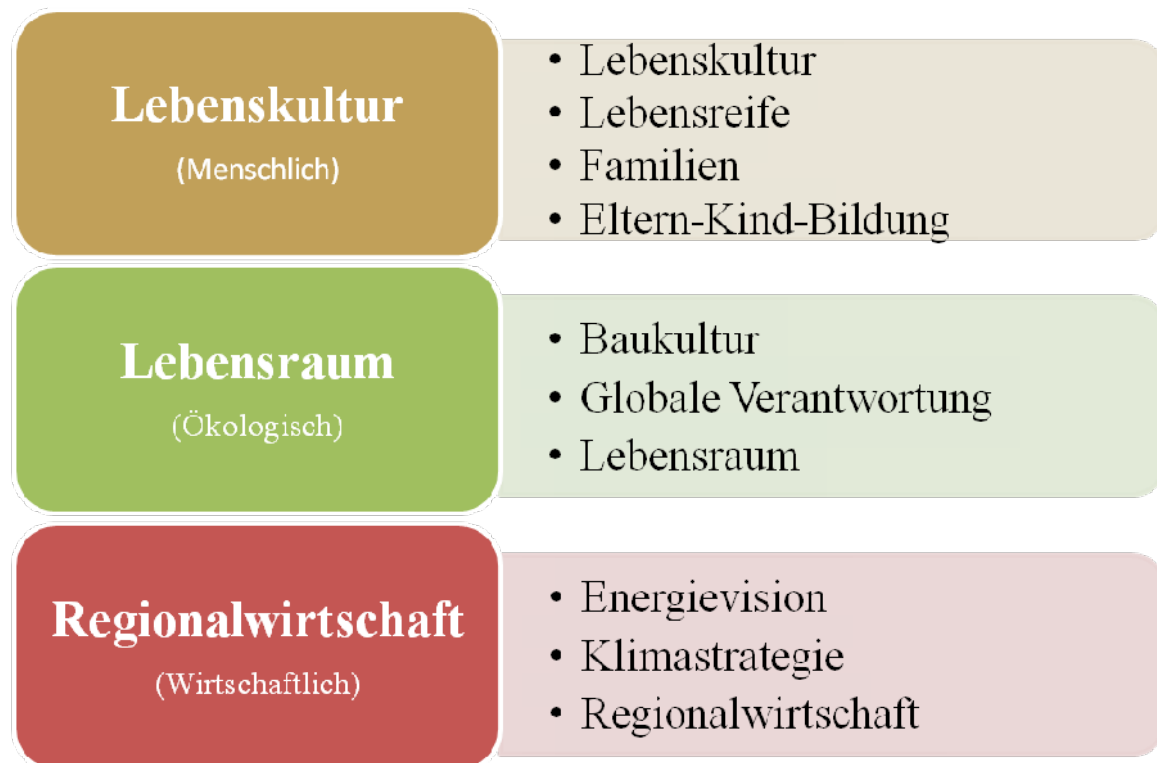 Lebenskultur
(Menschlich)
• Lebenskultur
• Lebensreife
• Familien
• Eltern-Kind-Bildung
Lebensraum
(Ökologisch)
• Baukultur
• Globale Verantwortung
• Lebensraum
Regionalwirtschaft
(Wirtschaftlich)
• Energievision
• Klimastrategie
• Regionalwirtschaft